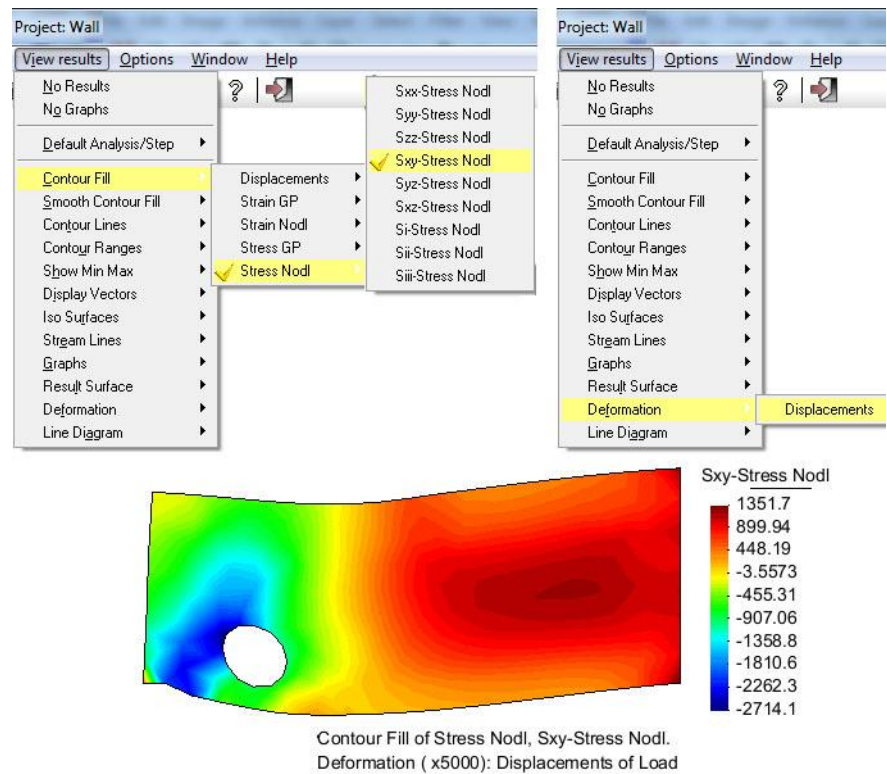 Project: Wall
View results Options Window Help
No Results
No Graphs
Default Analysis/Step
Contour Fill
Smooth Contour Fill
Contour Lines
Contour Ranges
Show Min Max
Display Vectors
Iso Surfaces
Stream Lines
Graphs
Result Surface
Deformation
Line Diagram
Displacements
Strain GP
Strain Nodl
Stress GP
Stress Nodl
Sxx-Stress Nodl
Syy-Stress Nodl
Szz-Stress Nodl
Sxy-Stress Nodl
Syz-Stress Nodl
Sxz-Stress Nodl
Si-Stress Nodl
Sii-Stress Nodl
Siii-Stress Nodl
Project: Wall
View results Options Window Help
No Results
No Graphs
Default Analysis/Step
Contour Fill
Smooth Contour Fill
Contour Lines
Contour Ranges
Show Min Max
Display Vectors
Iso Surfaces
Stream Lines
Graphs
Result Surface
Deformation
Line Diagram
Displacements
Sxy-Stress Nodl
1351.7
899.94
448.19
-3.5573
-455.31
-907.06
-1358.8
-1810.6
-2262.3
-2714.1
Contour Fill of Stress Nodl, Sxy-Stress Nodl.
Deformation ( x5000): Displacements of Load